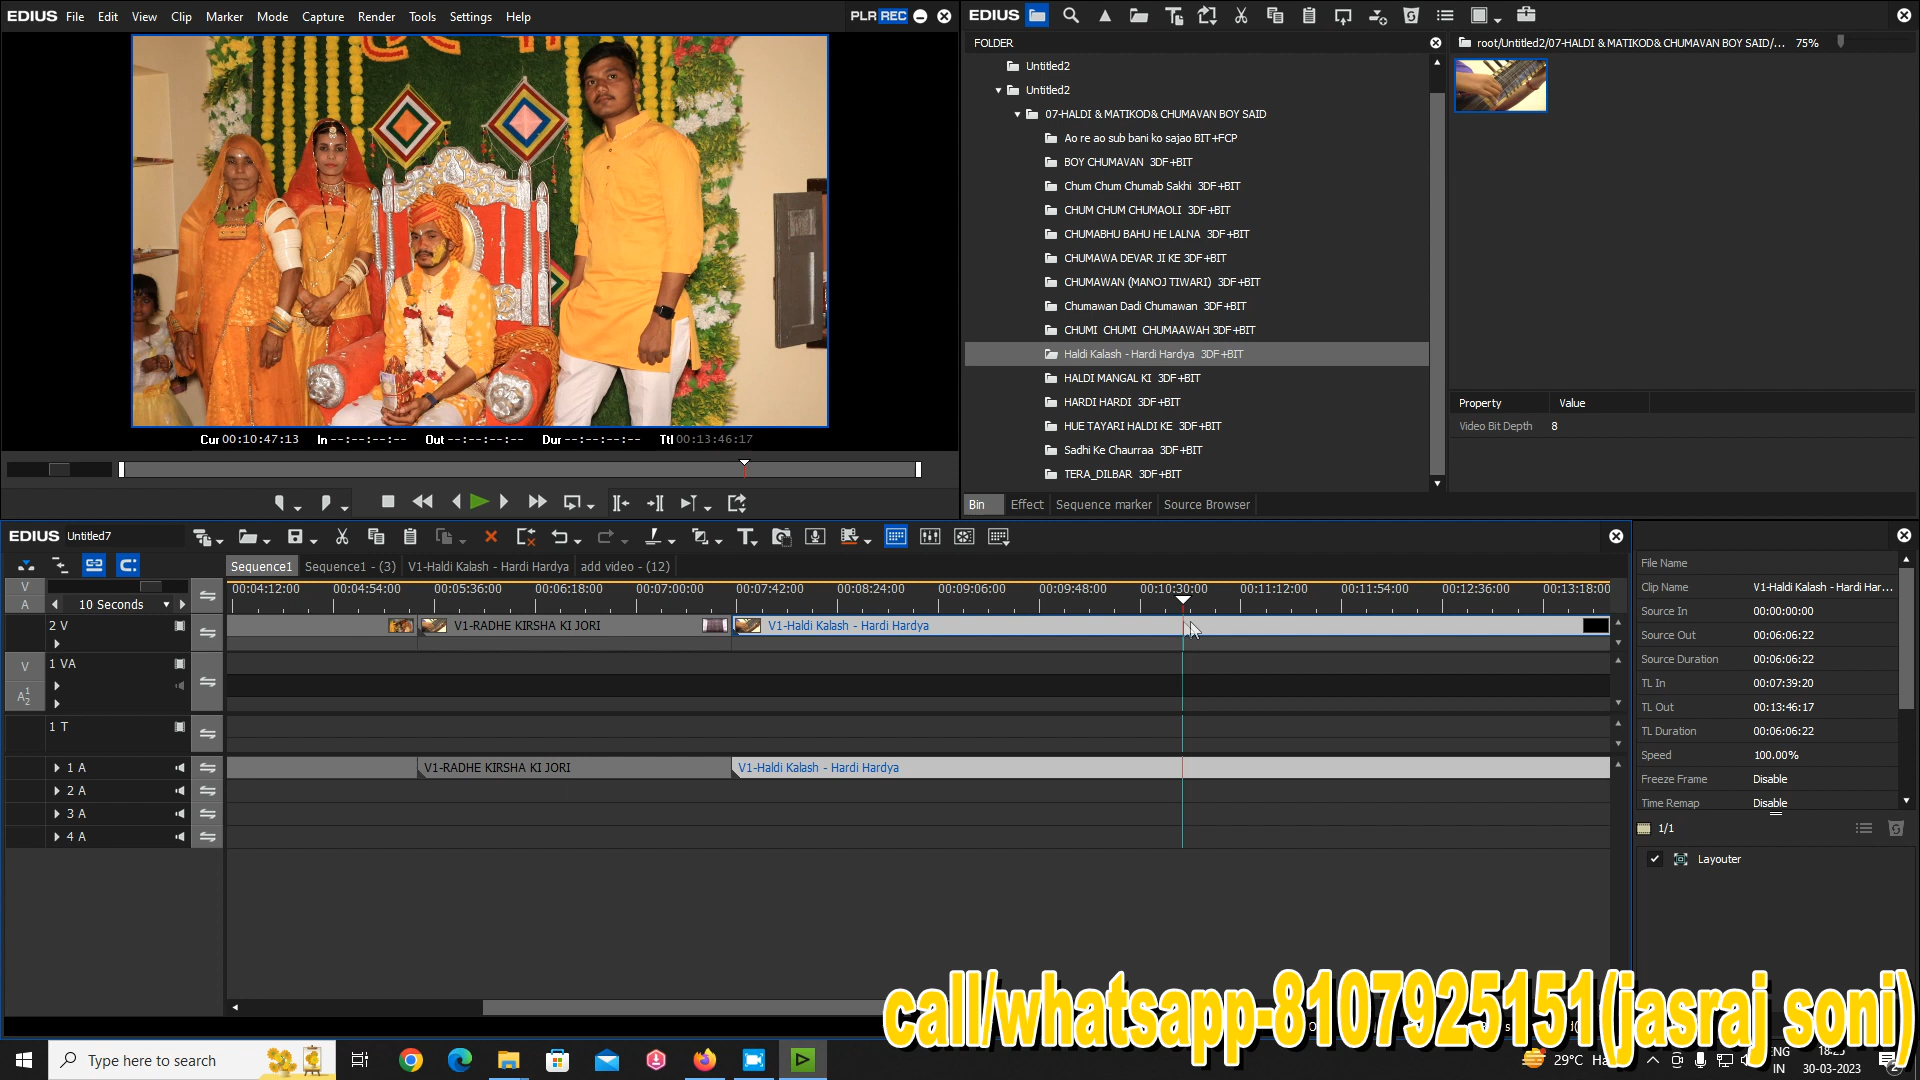 EDIUS File Edit View Clip Marker Mode Capture Render Tools Settings Help PLR REC
Cur 00:10:47:13 In --:--:--:-- Out --:--:--:-- Dur --:--:--:-- Ttl 00:13:46:17
EDIUS
FOLDER
Untitled2
Untitled2
07-HALDI & MATIKOD& CHUMAVAN BOY SAID
Ao re ao sub bani ko sajao BIT+FCP
BOY CHUMAVAN 3DF+BIT
Chum Chum Chumab Sakhi 3DF+BIT
CHUM CHUM CHUMAOLI 3DF+BIT
CHUMABHU BAHU HE LALNA 3DF+BIT
CHUMAWA DEVAR JI KE 3DF+BIT
CHUMAWAN (MANOJ TIWARI) 3DF+BIT
Chumawan Dadi Chumawan 3DF+BIT
CHUMI CHUMI CHUMAAWAH 3DF+BIT
Haldi Kalash - Hardi Hardya 3DF+BIT
HALDI MANGAL KI 3DF+BIT
HARDI HARDI 3DF+BIT
HUE TAYARI HALDI KE 3DF+BIT
Sadhi Ke Chaurraa 3DF+BIT
TERA_DILBAR 3DF+BIT
Bin Effect Sequence marker Source Browser
root/Untitled2/07-HALDI & MATIKOD& CHUMAVAN BOY SAID/... 75%
Property Value
Video Bit Depth 8
EDIUS Untitled7
Sequence1 Sequence1 - (3) V1-Haldi Kalash - Hardi Hardya add video - (12)
V
A
10 Seconds
00:04:12:00 00:04:54:00 00:05:36:00 00:06:18:00 00:07:00:00 00:07:42:00 00:08:24:00 00:09:06:00 00:09:48:00 00:10:30:00 00:11:12:00 00:11:54:00 00:12:36:00 00:13:18:00
2 V V1-RADHE KIRSHA KI JORI V1-Haldi Kalash - Hardi Hardya
V 1 VA
A 1 2
1 T
1 A V1-RADHE KIRSHA KI JORI V1-Haldi Kalash - Hardi Hardya
2 A
3 A
4 A
File Name
Clip Name V1-Haldi Kalash - Hardi Har...
Source In 00:00:00:00
Source Out 00:06:06:22
Source Duration 00:06:06:22
TL In 00:07:39:20
TL Out 00:13:46:17
TL Duration 00:06:06:22
Speed 100.00%
Freeze Frame Disable
Time Remap Disable
1/1
Layouter
call/whatsapp-8107925151(jasraj soni)
Type here to search
29°C
ENG
IN
30-03-2023
2